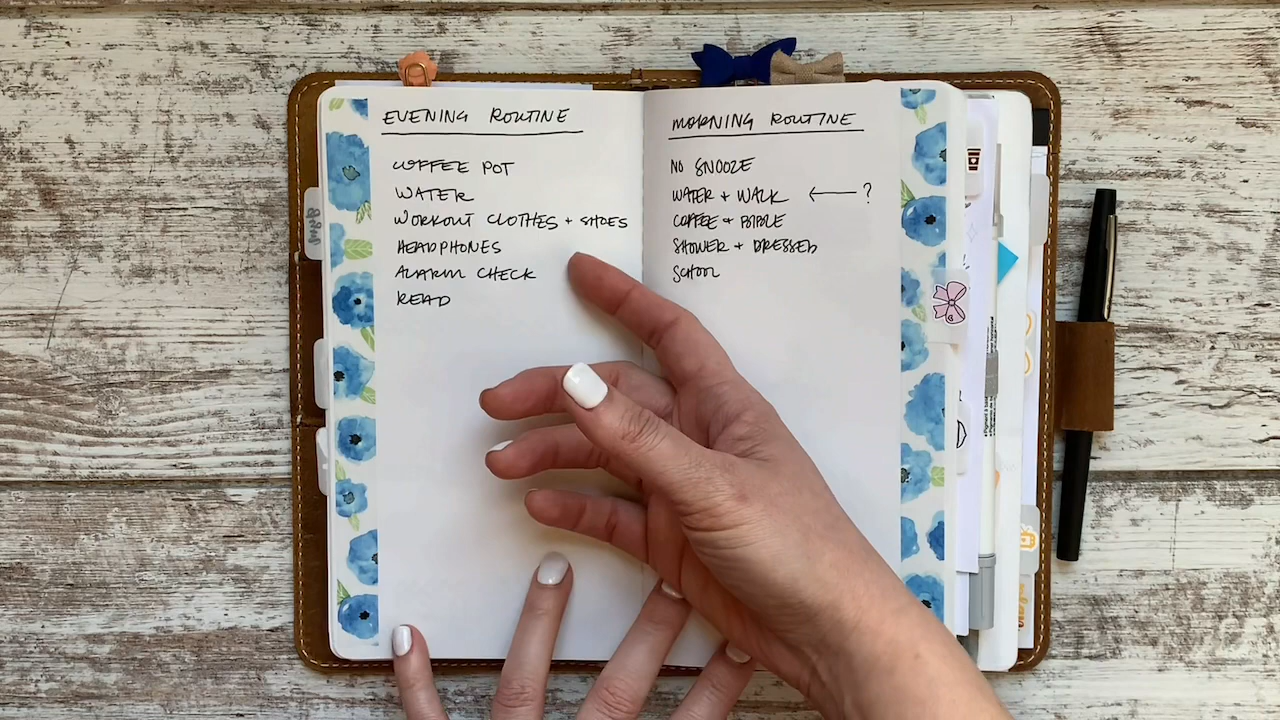 EVENING ROUTINE
COFFEE POT
WATER
WORKOUT CLOTHES + SHOES
HEADPHONES
ALARM CHECK
READ
MORNING ROUTINE
NO SNOOZE
WATER + WALK ← ?
COFFEE + BIBLE
SHOWER + DRESSED
SCHOOL